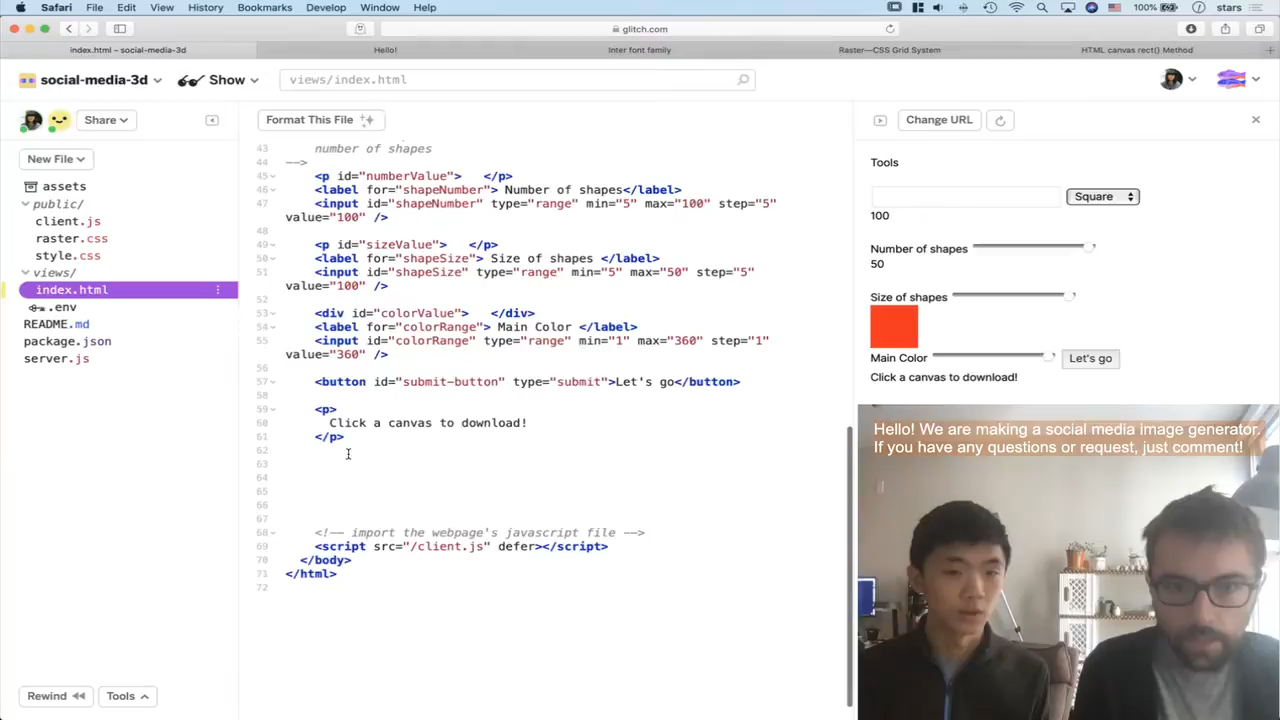 Safari File Edit View History Bookmarks Develop Window Help 100% stars
glitch.com
index.html – social-media-3d Hello! Inter font family Raster—CSS Grid System HTML canvas rect() Method
social-media-3d Show views/index.html
Share Format This File Change URL
New File
assets
public/
client.js
raster.css
style.css
views/
index.html
.env
README.md
package.json
server.js
Rewind Tools
43 number of shapes
44 -->
45 <p id="numberValue"> </p>
46 <label for="shapeNumber"> Number of shapes</label>
47 <input id="shapeNumber" type="range" min="5" max="100" step="5"
value="100" />
48
49 <p id="sizeValue"> </p>
50 <label for="shapeSize"> Size of shapes </label>
51 <input id="shapeSize" type="range" min="5" max="50" step="5"
value="100" />
52
53 <div id="colorValue"> </div>
54 <label for="colorRange"> Main Color </label>
55 <input id="colorRange" type="range" min="1" max="360" step="1"
value="360" />
56
57 <button id="submit-button" type="submit">Let's go</button>
58
59 <p>
60 Click a canvas to download!
61 </p>
62
63
64
65
66
67
68 <!-- import the webpage's javascript file -->
69 <script src="/client.js" defer></script>
70 </body>
71 </html>
72
Tools
Square
100
Number of shapes
50
Size of shapes
Main Color Let's go
Click a canvas to download!
Hello! We are making a social media image generator.
If you have any questions or request, just comment!